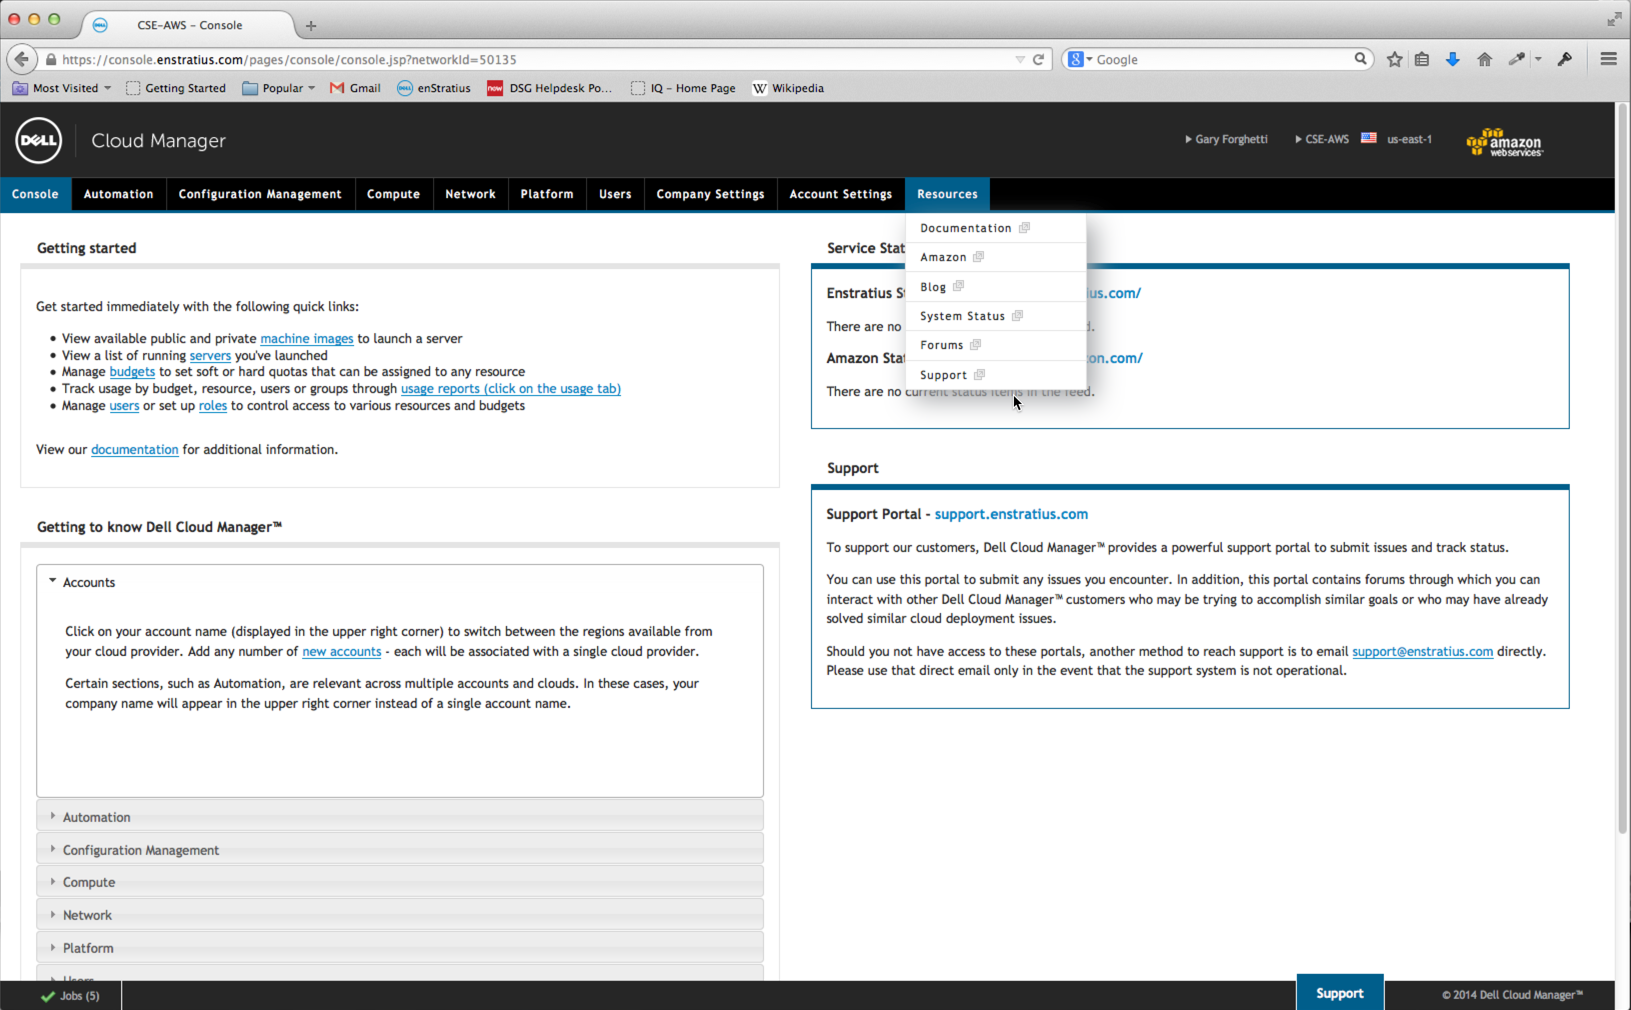 CSE-AWS – Console
https://console.enstratius.com/pages/console/console.jsp?networkId=50135
Google
Most Visited
Getting Started
Popular
Gmail
enStratius
now
DSG Helpdesk Po...
IQ – Home Page
W Wikipedia
DELL
Cloud Manager
Gary Forghetti
CSE-AWS
us-east-1
amazon
webservices™
Console
Automation
Configuration Management
Compute
Network
Platform
Users
Company Settings
Account Settings
Resources
Documentation
Amazon
Blog
System Status
Forums
Support
Getting started
Get started immediately with the following quick links:
• View available public and private machine images to launch a server
• View a list of running servers you've launched
• Manage budgets to set soft or hard quotas that can be assigned to any resource
• Track usage by budget, resource, users or groups through usage reports (click on the usage tab)
• Manage users or set up roles to control access to various resources and budgets
View our documentation for additional information.
Getting to know Dell Cloud Manager™
Accounts
Click on your account name (displayed in the upper right corner) to switch between the regions available from
your cloud provider. Add any number of new accounts - each will be associated with a single cloud provider.
Certain sections, such as Automation, are relevant across multiple accounts and clouds. In these cases, your
company name will appear in the upper right corner instead of a single account name.
Automation
Configuration Management
Compute
Network
Platform
Users
Service Stat
Enstratius S us.com/
There are no d.
Amazon Sta on.com/
There are no current status items in the feed.
Support
Support Portal - support.enstratius.com
To support our customers, Dell Cloud Manager™ provides a powerful support portal to submit issues and track status.
You can use this portal to submit any issues you encounter. In addition, this portal contains forums through which you can
interact with other Dell Cloud Manager™ customers who may be trying to accomplish similar goals or who may have already
solved similar cloud deployment issues.
Should you not have access to these portals, another method to reach support is to email support@enstratius.com directly.
Please use that direct email only in the event that the support system is not operational.
Jobs (5)
Support
© 2014 Dell Cloud Manager™